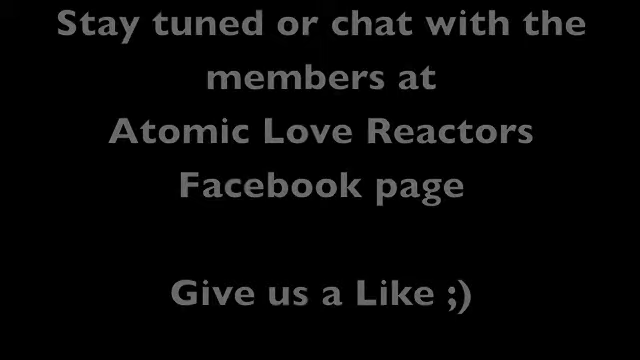 Stay tuned or chat with the
members at
Atomic Love Reactors
Facebook page
Give us a Like ;)